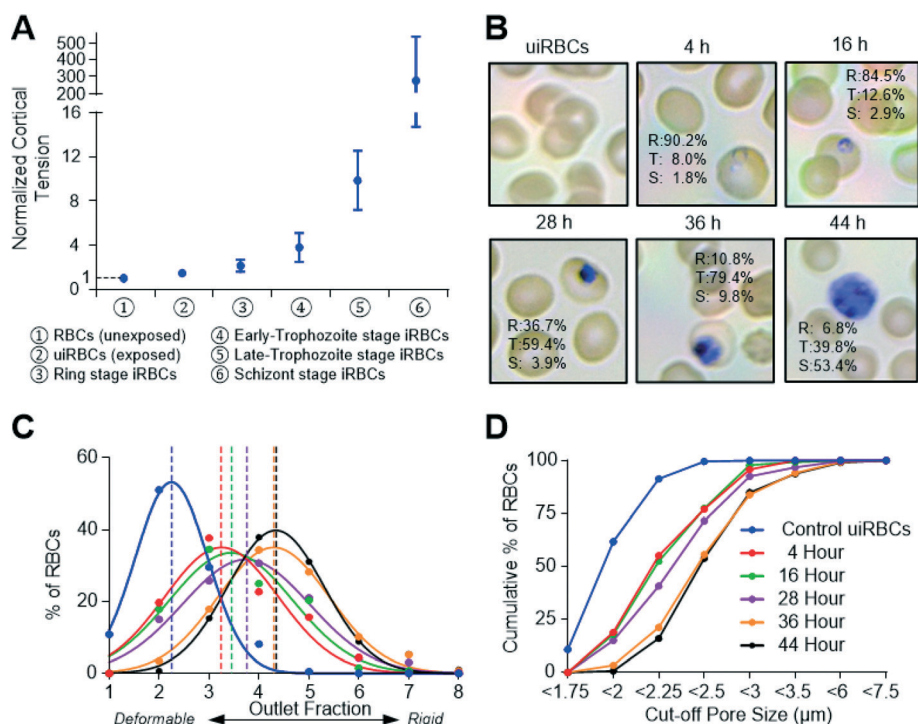 A
Normalized Cortical
Tension
500
400
300
200
100
16
12
8
4
1
0
① ② ③ ④ ⑤ ⑥
① RBCs (unexposed) ④ Early-Trophozoite stage iRBCs
② uiRBCs (exposed) ⑤ Late-Trophozoite stage iRBCs
③ Ring stage iRBCs ⑥ Schizont stage iRBCs
B
uiRBCs 4 h 16 h
R:90.2%
T: 8.0%
S: 1.8%
R:84.5%
T:12.6%
S: 2.9%
28 h 36 h 44 h
R:36.7%
T:59.4%
S: 3.9%
R:10.8%
T:79.4%
S: 9.8%
R: 6.8%
T:39.8%
S:53.4%
C
% of RBCs
60
40
20
0
1 2 3 4 5 6 7 8
Outlet Fraction
Deformable Rigid
D
Cumulative % of RBCs
100
75
50
25
0
Control uiRBCs
4 Hour
16 Hour
28 Hour
36 Hour
44 Hour
<1.75 <2 <2.25 <2.5 <3 <3.5 <6 <7.5
Cut-off Pore Size (µm)